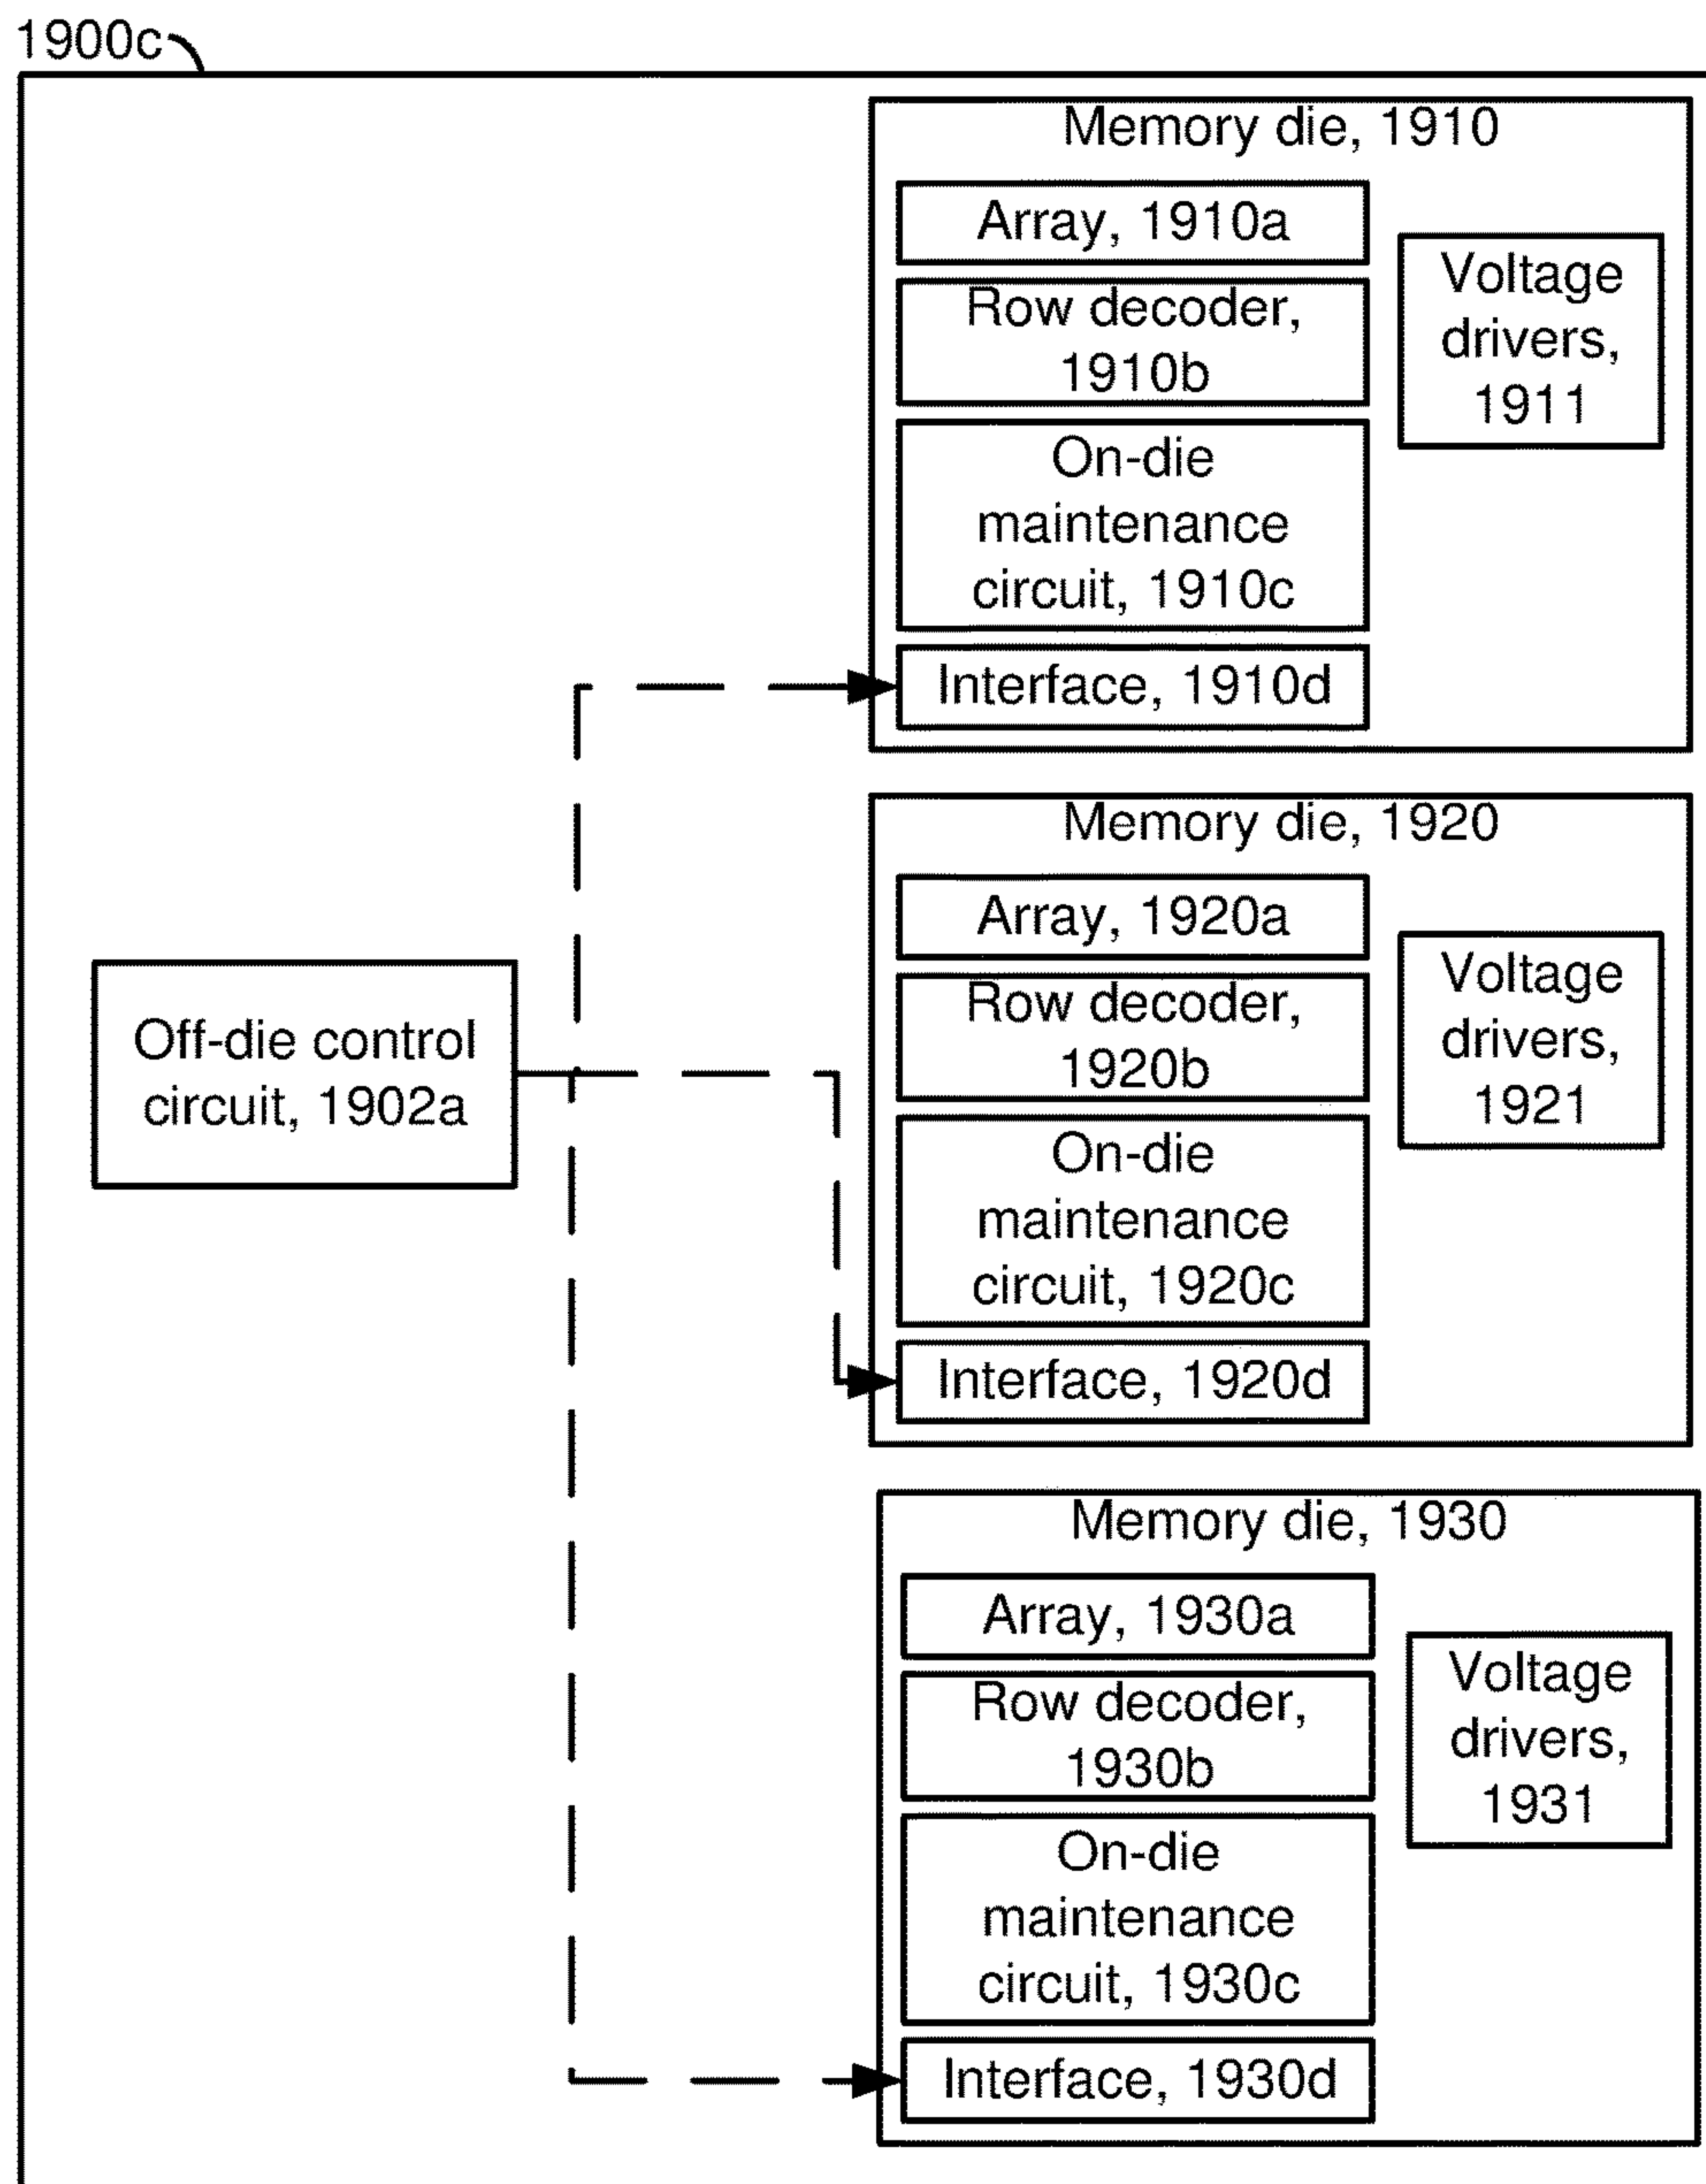 1900c
Memory die, 1910
Array, 1910a
Row decoder,
1910b
On-die
maintenance
circuit, 1910c
Interface, 1910d
Voltage
drivers,
1911
Memory die, 1920
Array, 1920a
Row decoder,
1920b
On-die
maintenance
circuit, 1920c
Interface, 1920d
Voltage
drivers,
1921
Off-die control
circuit, 1902a
Memory die, 1930
Array, 1930a
Row decoder,
1930b
On-die
maintenance
circuit, 1930c
Interface, 1930d
Voltage
drivers,
1931